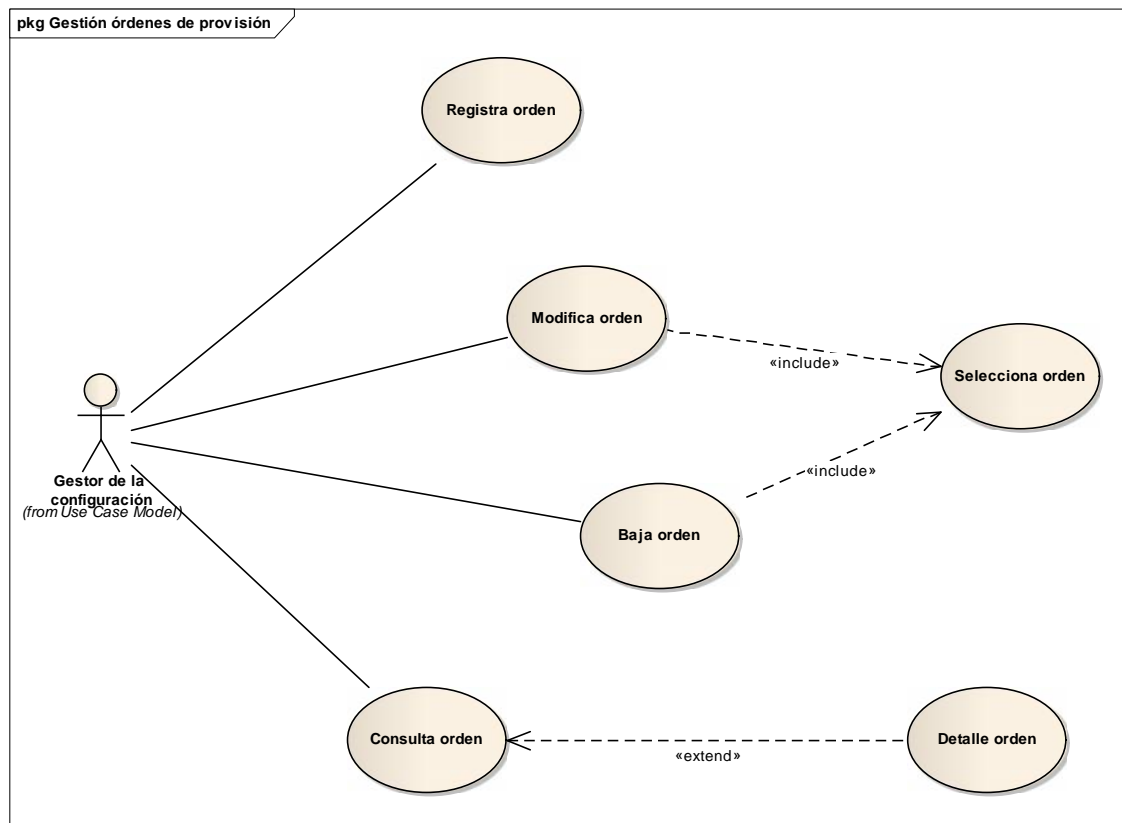 pkg Gestión órdenes de provisión
Registra orden
Modifica orden
«include»
Selecciona orden
Gestor de la
configuración
(from Use Case Model)
«include»
Baja orden
Consulta orden
«extend»
Detalle orden